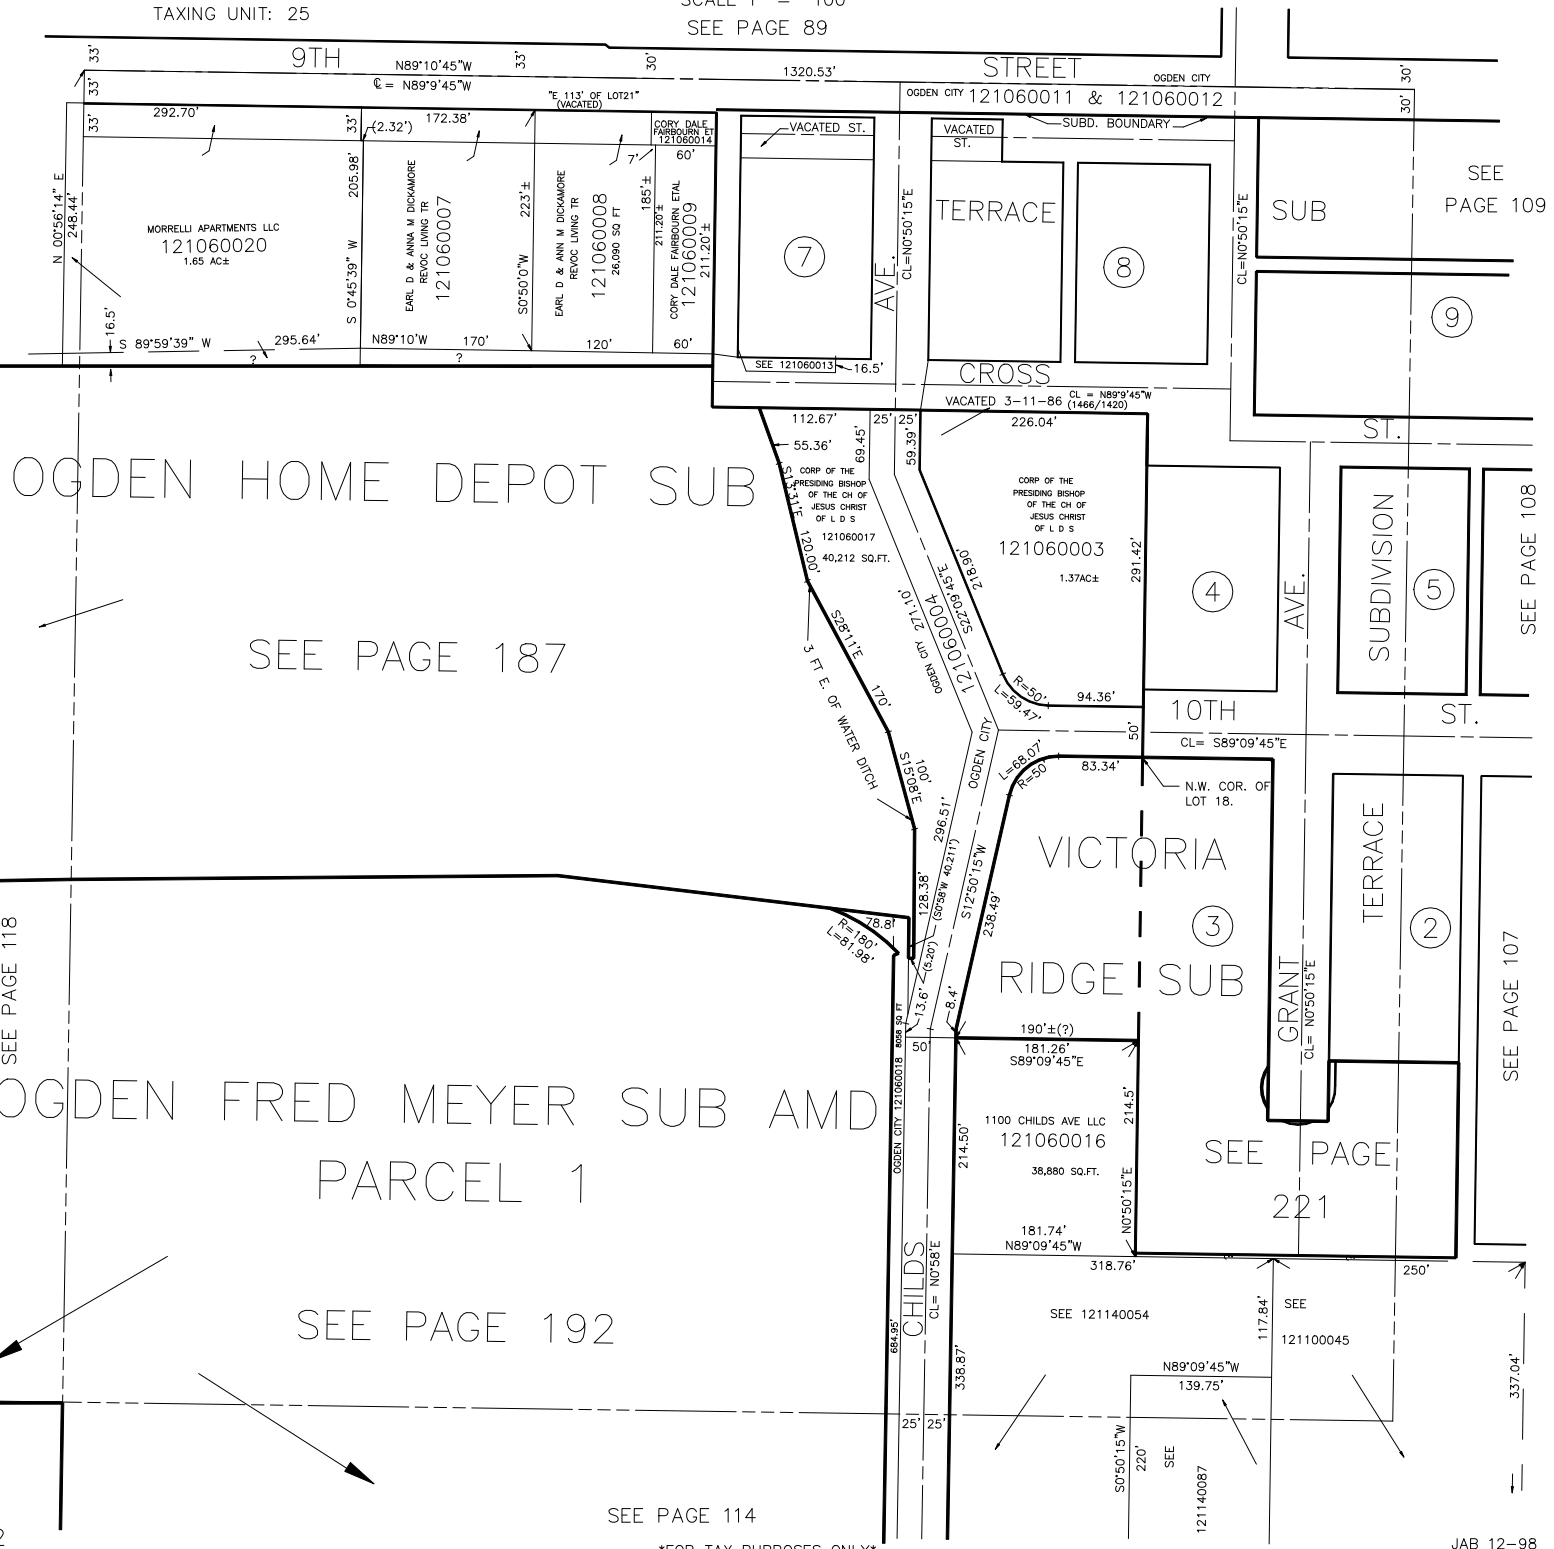 TAXING UNIT: 25
SEE PAGE 89
9TH
STREET
N89°10'45"W
℄ = N89°9'45"W
33'
33'
33'
33'
33'
30'
30'
30'
1320.53'
OGDEN CITY
OGDEN CITY 121060011 & 121060012
SUBD. BOUNDARY
"E 113' OF LOT21"
(VACATED)
292.70'
(2.32')
172.38'
CORY DALE
FAIRBOURN ET
121060014
60'
7'
VACATED ST.
VACATED
ST.
N 00°56'14" E
248.44'
MORRELLI APARTMENTS LLC
121060020
1.65 AC±
205.98'
S 0°45'39" W
EARL D & ANNA M DICKAMORE
REVOC LIVING TR
121060007
223'±
S0°50'0"W
EARL D & ANN M DICKAMORE
REVOC LIVING TR
121060008
26,090 SQ FT
185'±
211.20'±
CORY DALE FAIRBOURN ETAL
121060009
211.20'±
7
AVE.
CL=N0°50'15"E
TERRACE
8
CL=N0°50'15"E
SUB
SEE
PAGE 109
9
16.5'
S 89°59'39" W
295.64'
?
N89°10'W
170'
?
120'
60'
SEE 121060013
16.5'
CROSS
ST.
VACATED 3-11-86
CL = N89°9'45"W
(1466/1420)
112.67'
25'
25'
226.04'
55.36'
69.45'
59.39'
OGDEN HOME DEPOT SUB
SEE PAGE 187
S13°31'E 120.00'
CORP OF THE
PRESIDING BISHOP
OF THE CH OF
JESUS CHRIST
OF L D S
121060017
40,212 SQ.FT.
CORP OF THE
PRESIDING BISHOP
OF THE CH OF
JESUS CHRIST
OF L D S
121060003
1.37AC±
291.42'
218.90'
S22°09'45"E
121060004
OGDEN CITY
271.10'
S28°11'E
170'
3 FT E. OF WATER DITCH
S15°08'E
100'
R=50'
L=59.47'
94.36'
50'
10TH
ST.
CL= S89°09'45"E
4
AVE.
SUBDIVISION
5
SEE PAGE 108
OGDEN CITY
L=68.07'
R=50'
83.34'
N.W. COR. OF
LOT 18.
296.51'
(S0°58'W 40.211')
S12°50'15"W
238.49'
128.38'
VICTORIA
3
RIDGE SUB
TERRACE
2
GRANT
CL= N0°50'15"E
SEE PAGE 118
SEE PAGE 107
78.8'
R=180'
L=81.98'
(5.20')
13.6'
8.4'
50'
190'±(?)
181.26'
S89°09'45"E
OGDEN FRED MEYER SUB AMD
PARCEL 1
SEE PAGE 192
OGDEN CITY 121060018 8058 SQ FT
1100 CHILDS AVE LLC
121060016
38,880 SQ.FT.
214.50'
214.5'
N0°50'15"E
181.74'
N89°09'45"W
SEE PAGE
221
318.76'
250'
CHILDS
CL= N0°58'E
684.95'
338.87'
SEE 121140054
117.84'
SEE
121100045
337.04'
N89°09'45"W
139.75'
25'
25'
S0°50'15"W
220'
SEE
121140087
SEE PAGE 114
JAB 12-98